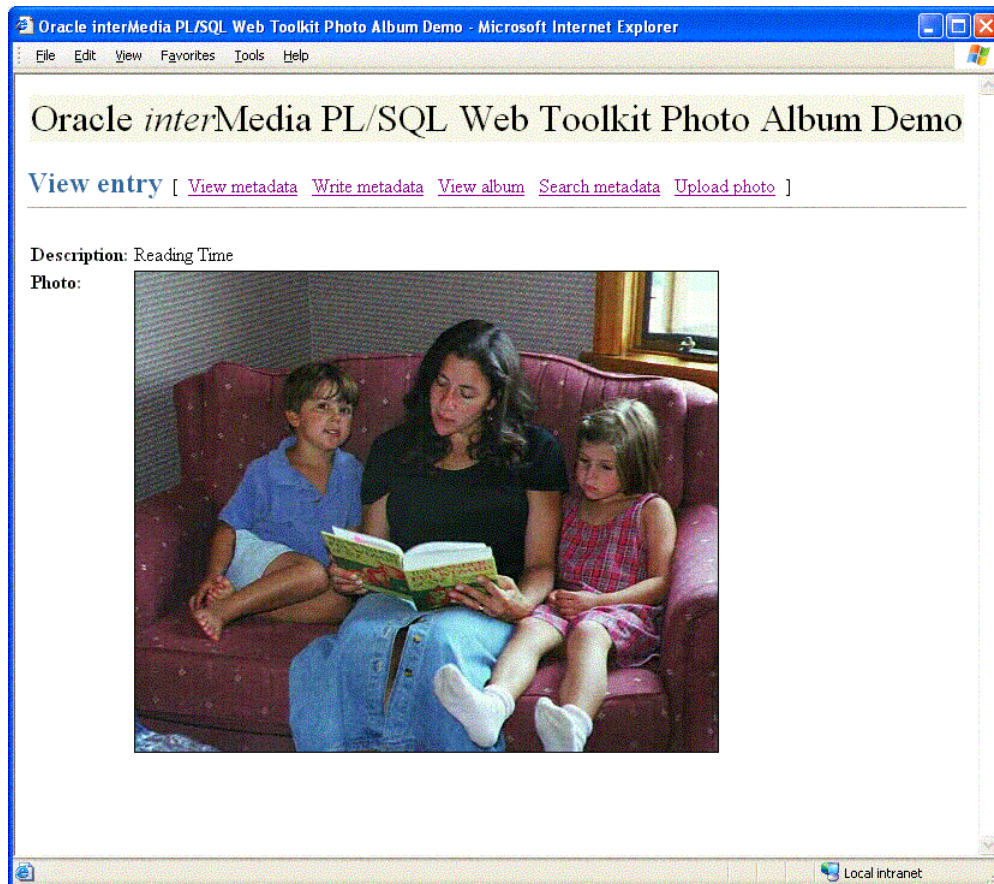 Oracle interMedia PL/SQL Web Toolkit Photo Album Demo - Microsoft Internet Explorer
File Edit View Favorites Tools Help
Oracle interMedia PL/SQL Web Toolkit Photo Album Demo
View entry [ View metadata Write metadata View album Search metadata Upload photo ]
Description: Reading Time
Photo:
Local intranet